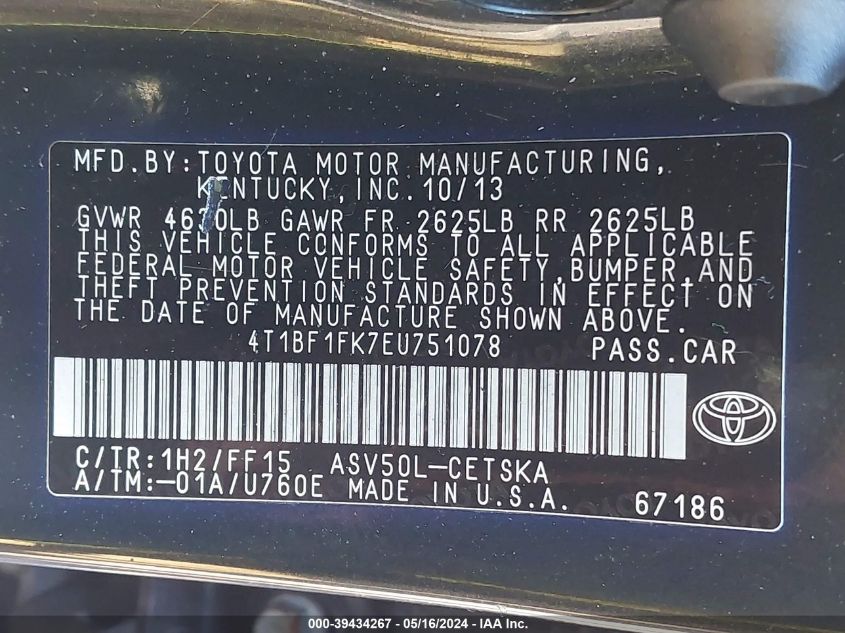 MFD.BY:TOYOTA MOTOR MANUFACTURING,
KENTUCKY,INC.10/13
GVWR 4630LB GAWR FR 2625LB RR 2625LB
THIS VEHICLE CONFORMS TO ALL APPLICABLE
FEDERAL MOTOR VEHICLE SAFETY,BUMPER,AND
THEFT PREVENTION STANDARDS IN EFFECT ON
THE DATE OF MANUFACTURE SHOWN ABOVE.
4T1BF1FK7EU751078 PASS.CAR
C/TR:1H2/FF15 ASV50L-CETSKA
A/TM:-01A/U760E MADE IN U.S.A. 67186
000-39434267 - 05/16/2024 - IAA Inc.